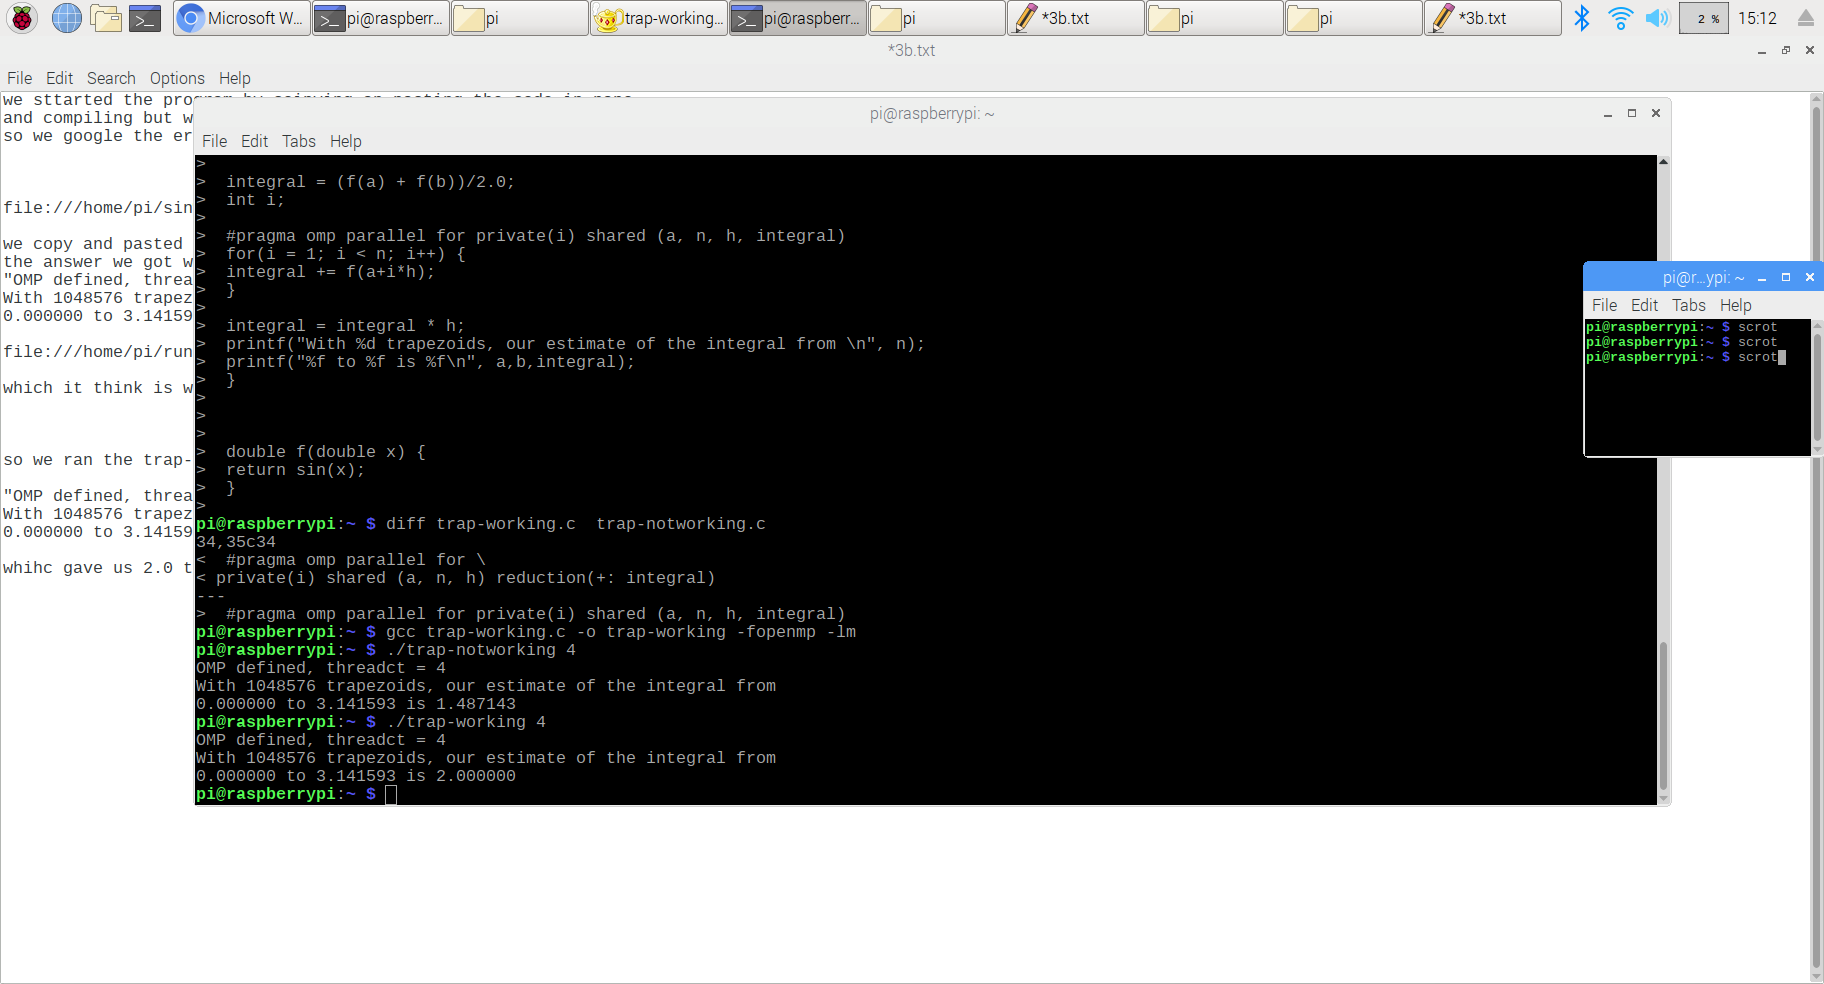 Microsoft W...
pi@raspberr...
pi
trap-working...
pi@raspberr...
pi
*3b.txt
pi
pi
*3b.txt
2 %
15:12
*3b.txt
File Edit Search Options Help
we sttarted the
and compiling but w
so we google the er
file:///home/pi/sin
we copy and pasted
the answer we got w
"OMP defined, threa
With 1048576 trapez
0.000000 to 3.14159
file:///home/pi/run
which it think is w
so we ran the trap-
"OMP defined, threa
With 1048576 trapez
0.000000 to 3.14159
whihc gave us 2.0 t
pi@raspberrypi: ~
File Edit Tabs Help
>
>  integral = (f(a) + f(b))/2.0;
>  int i;
>
>  #pragma omp parallel for private(i) shared (a, n, h, integral)
>  for(i = 1; i < n; i++) {
>  integral += f(a+i*h);
>  }
>
>  integral = integral * h;
>  printf("With %d trapezoids, our estimate of the integral from \n", n);
>  printf("%f to %f is %f\n", a,b,integral);
>  }
>
>
>
>  double f(double x) {
>  return sin(x);
>  }
>
pi@raspberrypi:~ $ diff trap-working.c  trap-notworking.c
34,35c34
<  #pragma omp parallel for \
< private(i) shared (a, n, h) reduction(+: integral)
---
>  #pragma omp parallel for private(i) shared (a, n, h, integral)
pi@raspberrypi:~ $ gcc trap-working.c -o trap-working -fopenmp -lm
pi@raspberrypi:~ $ ./trap-notworking 4
OMP defined, threadct = 4
With 1048576 trapezoids, our estimate of the integral from
0.000000 to 3.141593 is 1.487143
pi@raspberrypi:~ $ ./trap-working 4
OMP defined, threadct = 4
With 1048576 trapezoids, our estimate of the integral from
0.000000 to 3.141593 is 2.000000
pi@raspberrypi:~ $
pi@r...ypi: ~
File Edit Tabs Help
pi@raspberrypi:~ $ scrot
pi@raspberrypi:~ $ scrot
pi@raspberrypi:~ $ scrot